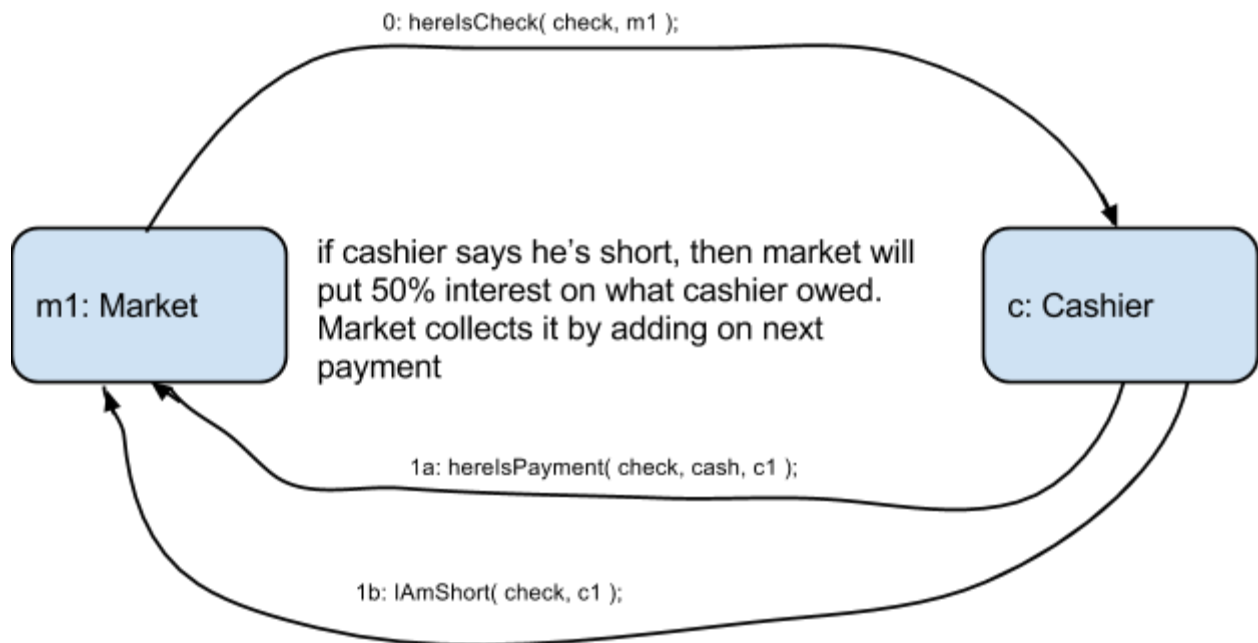 0: hereIsCheck( check, m1 );
if cashier says he's short, then market will
put 50% interest on what cashier owed.
Market collects it by adding on next
payment
m1: Market
c: Cashier
1a: hereIsPayment( check, cash, c1 );
1b: IAmShort( check, c1 );